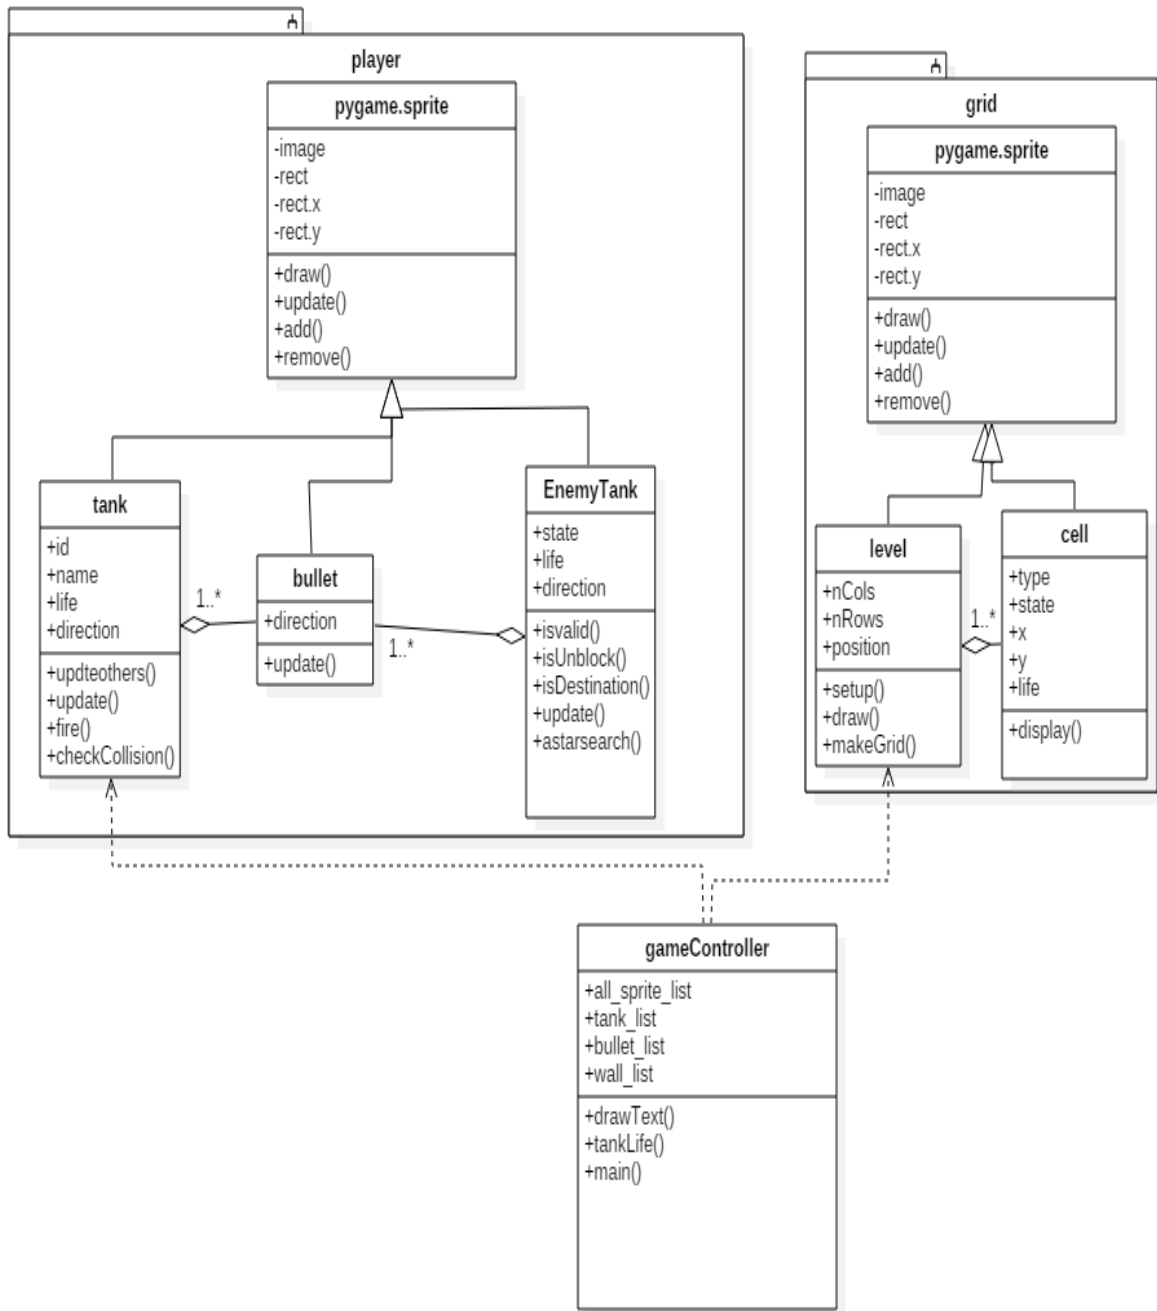 player
pygame.sprite
-image
-rect
-rect.x
-rect.y
+draw()
+update()
+add()
+remove()
tank
+id
+name
+life
+direction
+updteothers()
+update()
+fire()
+checkCollision()
1..*
bullet
+direction
+update()
1..*
EnemyTank
+state
+life
+direction
+isvalid()
+isUnblock()
+isDestination()
+update()
+astarsearch()
grid
pygame.sprite
-image
-rect
-rect.x
-rect.y
+draw()
+update()
+add()
+remove()
level
+nCols
+nRows
+position
+setup()
+draw()
+makeGrid()
1..*
cell
+type
+state
+x
+y
+life
+display()
gameController
+all_sprite_list
+tank_list
+bullet_list
+wall_list
+drawText()
+tankLife()
+main()